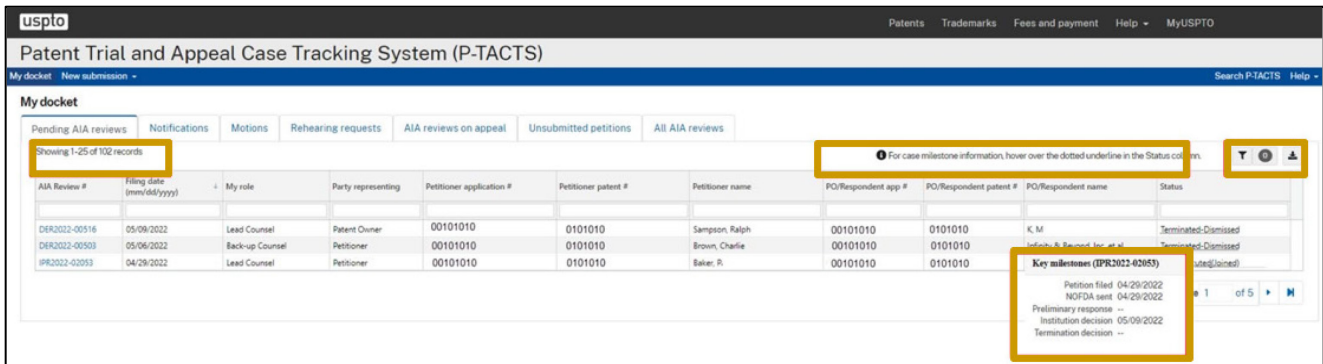 uspto Patents Trademarks Fees and payment Help MyUSPTO
Patent Trial and Appeal Case Tracking System (P-TACTS)
My docket New submission Search P-TACTS Help
My docket
Pending AIA reviews Notifications Motions Rehearing requests AIA reviews on appeal Unsubmitted petitions All AIA reviews
Showing 1-25 of 102 records For case milestone information, hover over the dotted underline in the Status column. 0
AIA Review # Filing date (mm/dd/yyyy) My role Party representing Petitioner application # Petitioner patent # Petitioner name PO/Respondent app # PO/Respondent patent # PO/Respondent name Status
DER2022-00516 05/09/2022 Lead Counsel Patent Owner 00101010 0101010 Sampson, Ralph 00101010 0101010 K, M Terminated-Dismissed
DER2022-00503 05/06/2022 Back-up Counsel Petitioner 00101010 0101010 Brown, Charlie 00101010 0101010 Infinity & Beyond, Inc. et al. Terminated-Dismissed
IPR2022-02053 04/29/2022 Lead Counsel Petitioner 00101010 0101010 Baker, P. 00101010 0101010 (Joined)
Key milestones (IPR2022-02053)
Petition filed 04/29/2022
NOFDA sent 04/29/2022
Preliminary response --
Institution decision 05/09/2022
Termination decision --
1 of 5